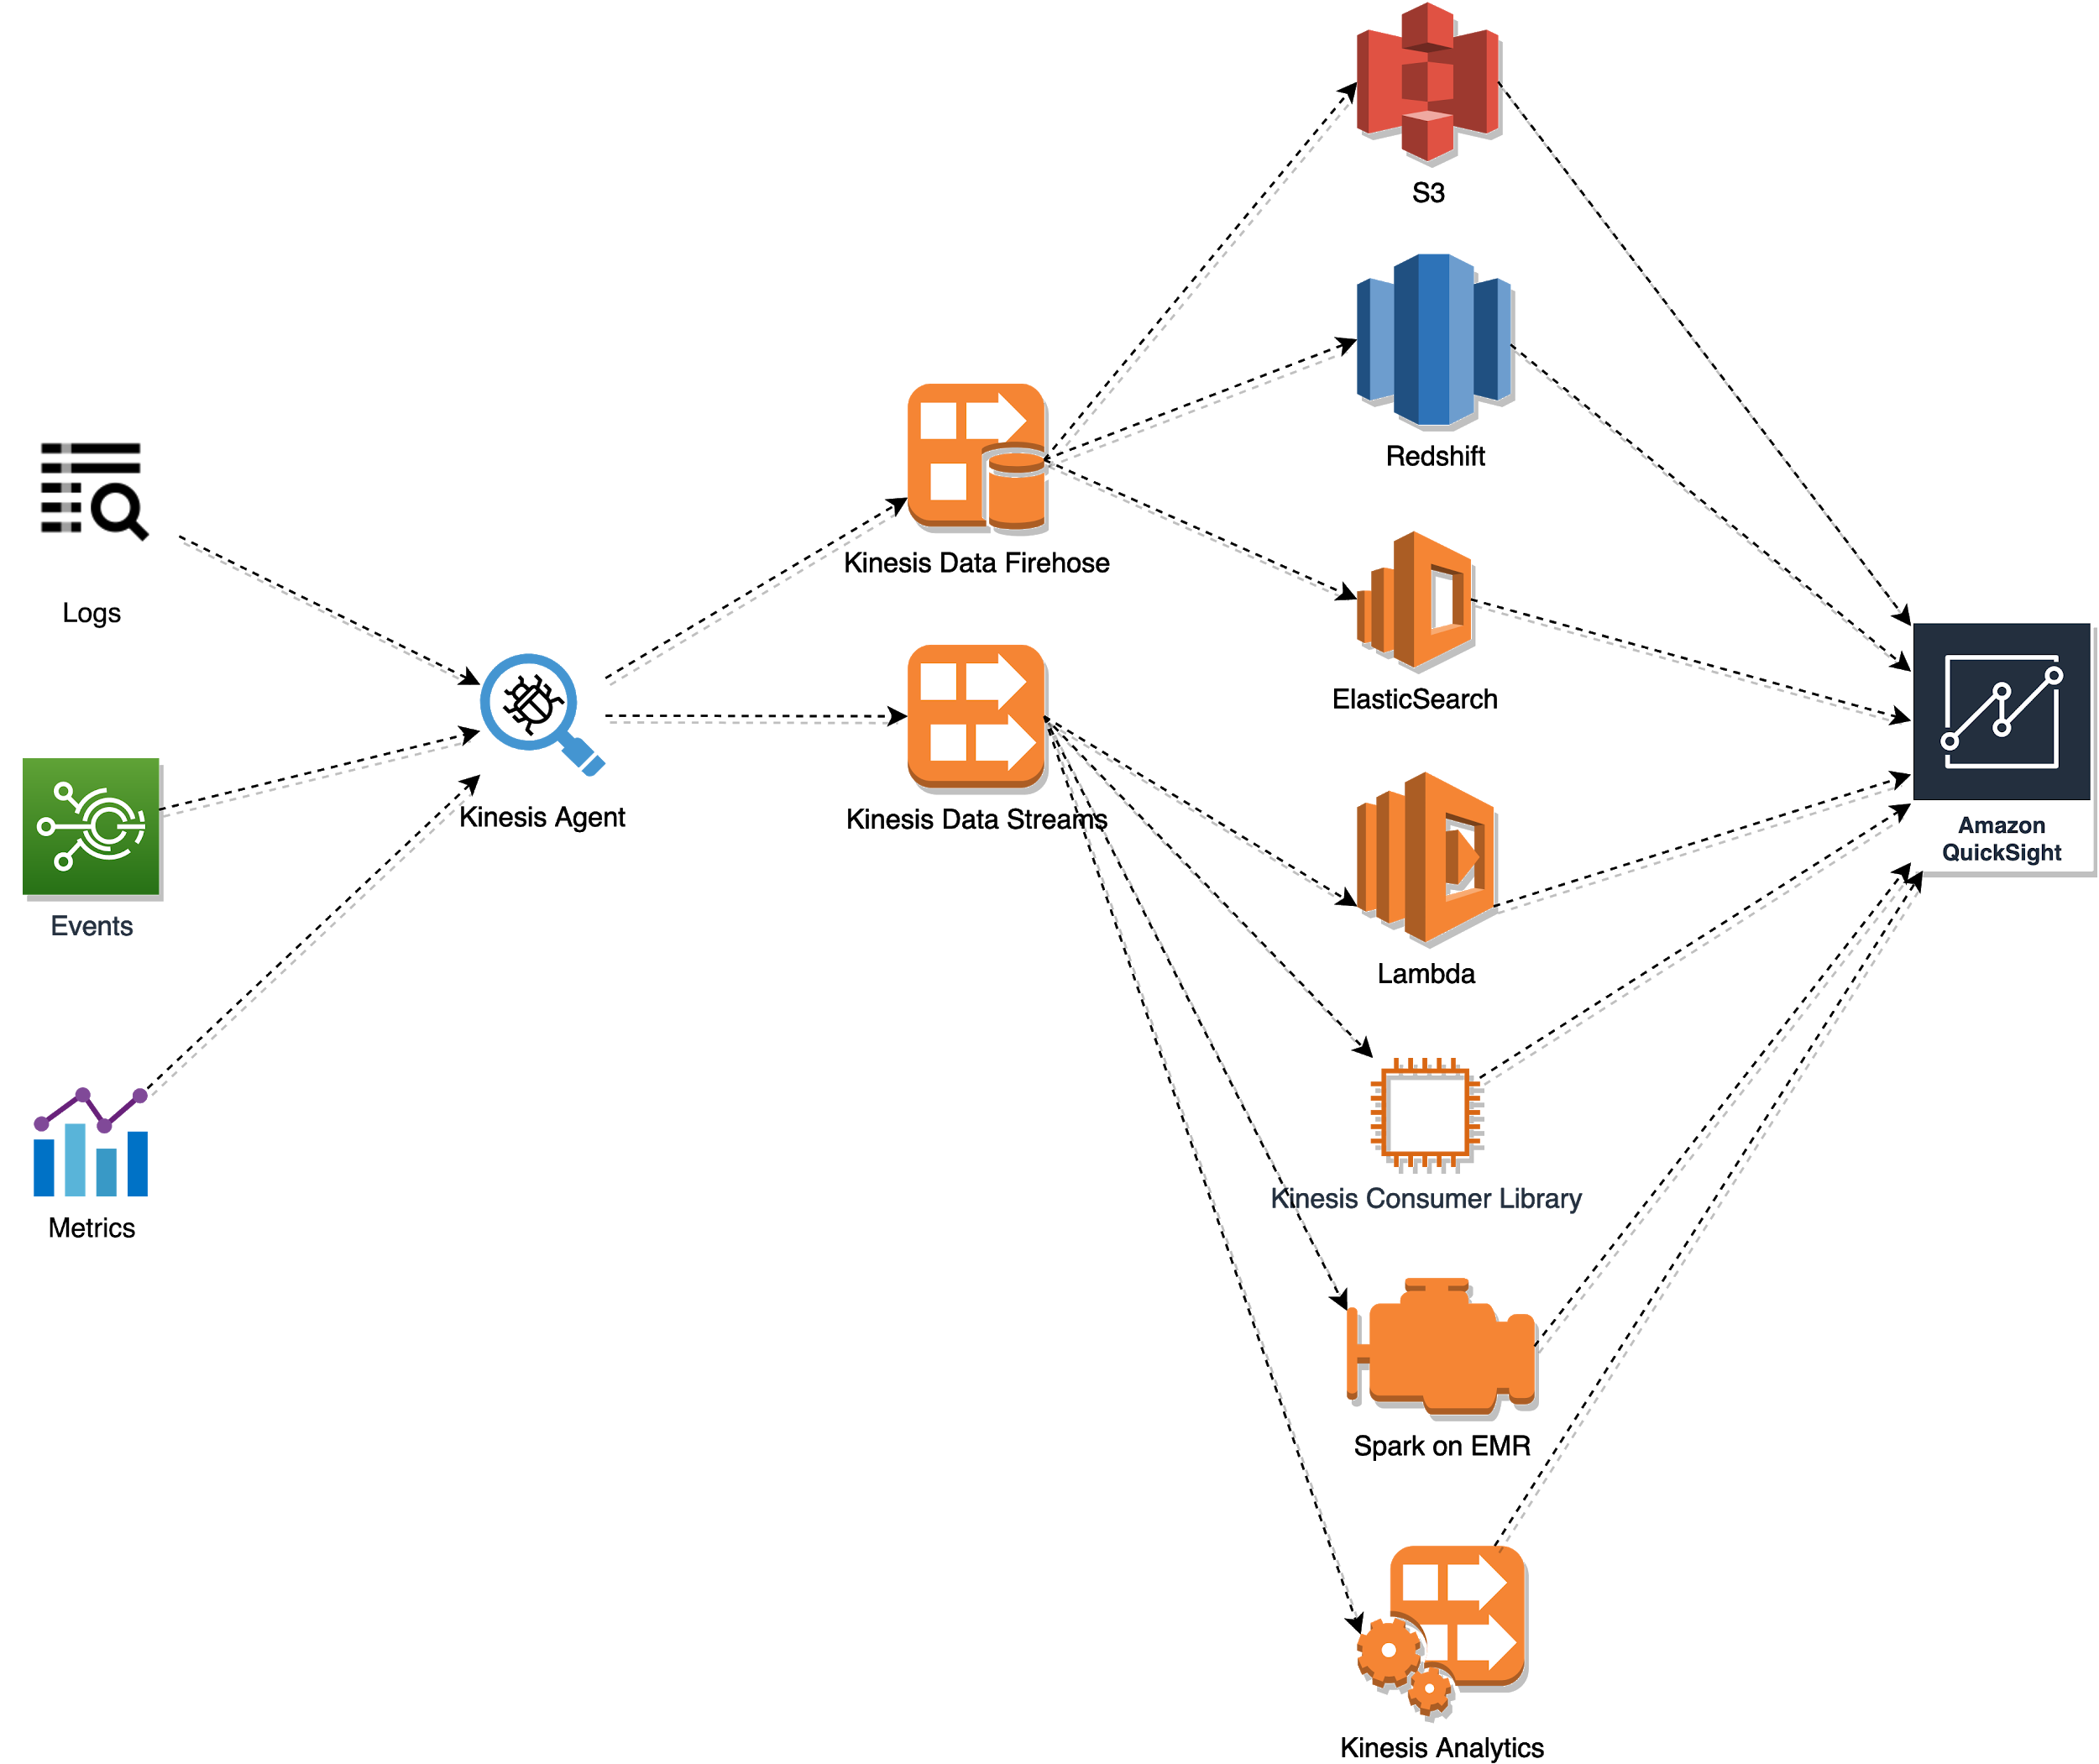 Logs
Events
Metrics
Kinesis Agent
Kinesis Data Firehose
Kinesis Data Streams
S3
Redshift
ElasticSearch
Lambda
Kinesis Consumer Library
Spark on EMR
Kinesis Analytics
Amazon
QuickSight